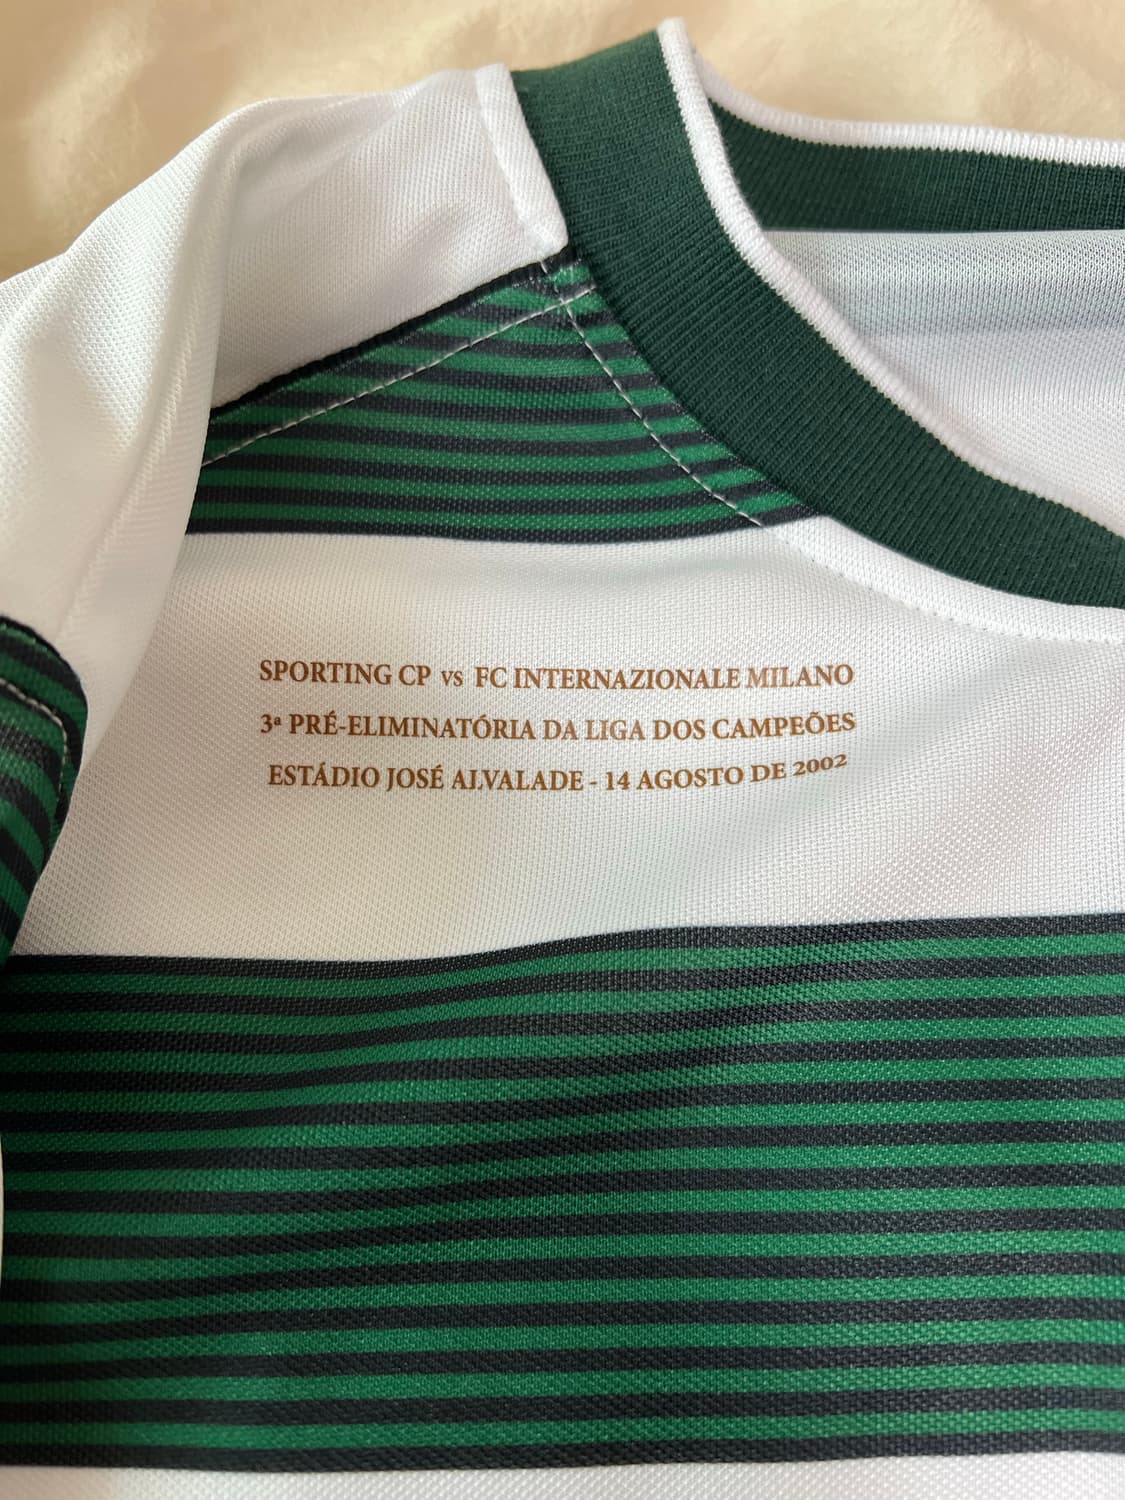 SPORTING CP vs FC INTERNAZIONALE MILANO
3ª PRÉ-ELIMINATÓRIA DA LIGA DOS CAMPEÕES
ESTÁDIO JOSÉ ALVALADE - 14 AGOSTO DE 2002